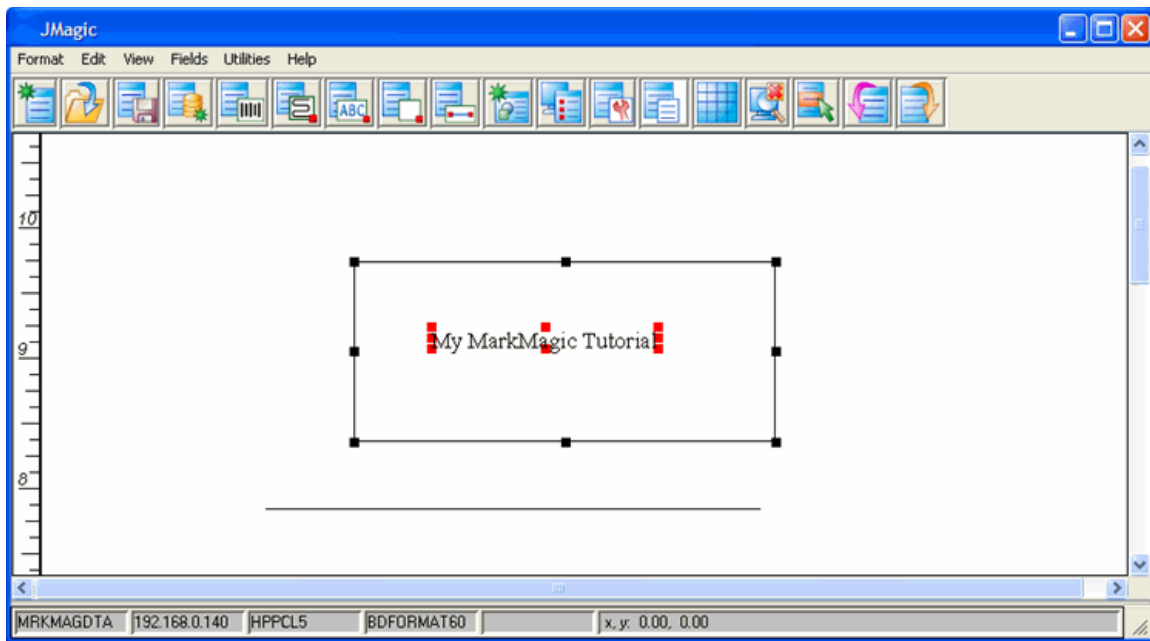 JMagic
Format Edit View Fields Utilities Help
ABC
10
My MarkMagic Tutorial
9
8
MRKMAGDTA 192.168.0.140 HPPCL5 BDFORMAT60 x, y: 0.00, 0.00